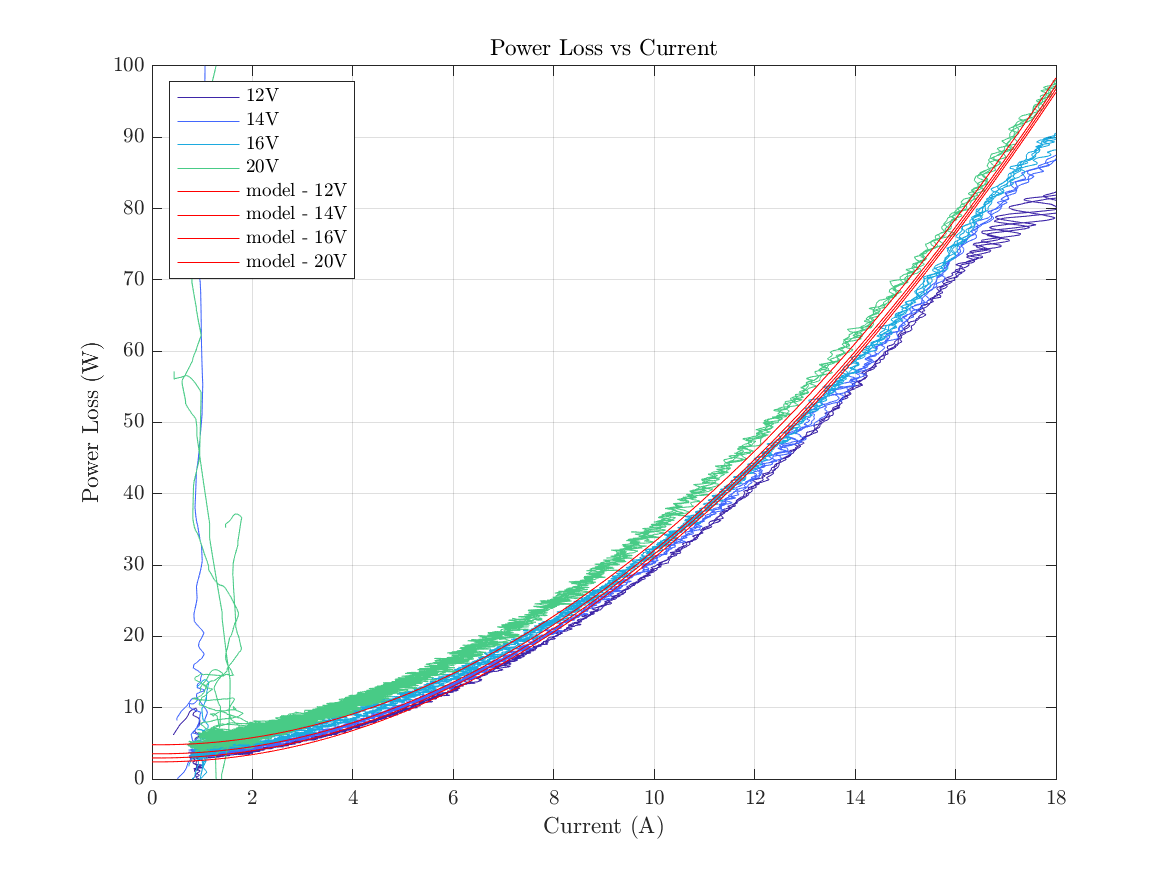 Power Loss vs Current
100
90
80
70
60
50
40
30
20
10
0
Power Loss (W)
12V
14V
16V
20V
model - 12V
model - 14V
model - 16V
model - 20V
0 2 4 6 8 10 12 14 16 18
Current (A)